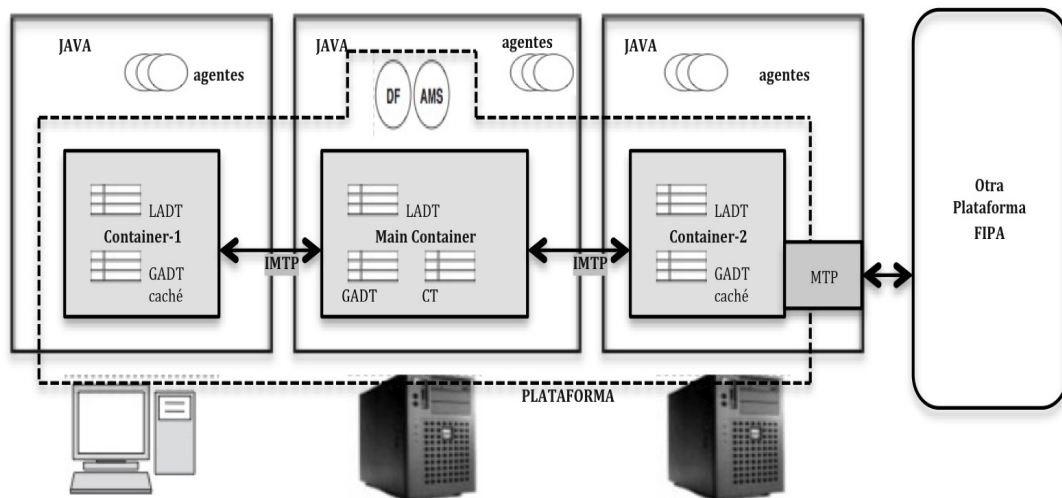 JAVA
agentes
JAVA
agentes
DF
AMS
JAVA
agentes
LADT
Container-1
GADT
caché
IMTP
LADT
Main Container
GADT
CT
IMTP
LADT
Container-2
GADT
caché
MTP
Otra
Plataforma
FIPA
PLATAFORMA